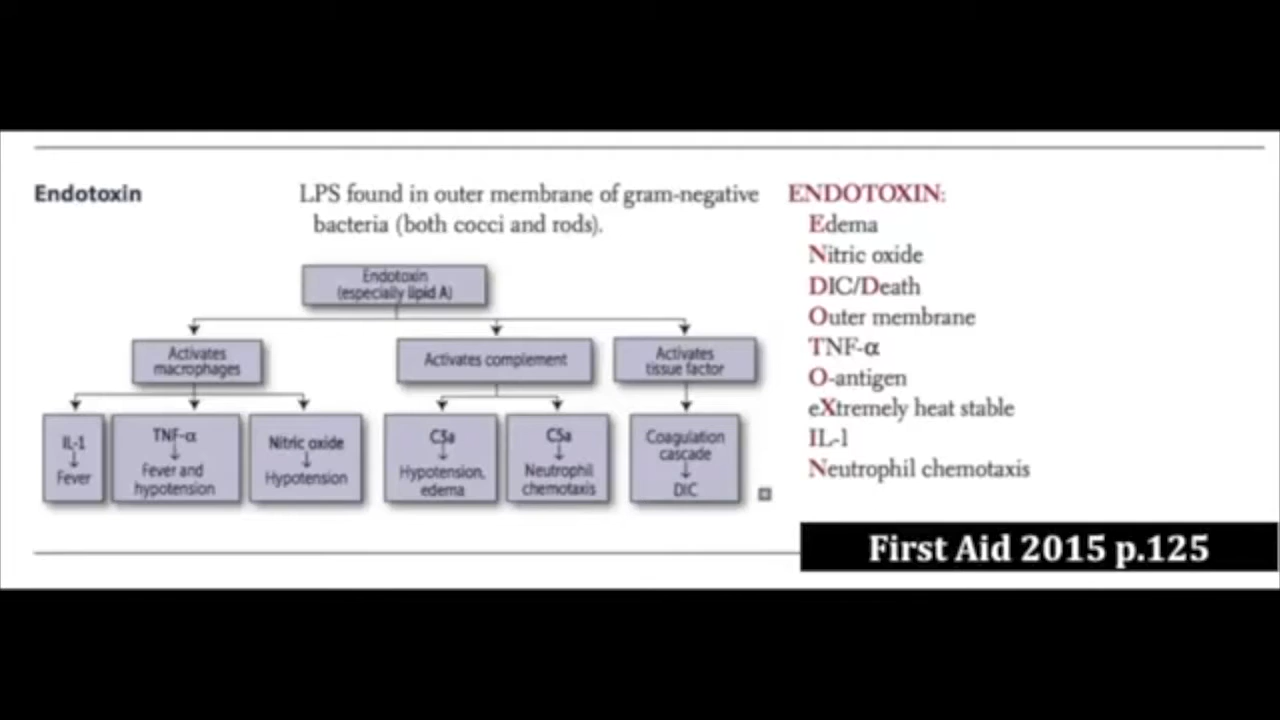 Endotoxin
LPS found in outer membrane of gram-negative
bacteria (both cocci and rods).
Endotoxin
(especially lipid A)
Activates
macrophages
Activates complement
Activates
tissue factor
IL-1
↓
Fever
TNF-α
↓
Fever and
hypotension
Nitric oxide
↓
Hypotension
C3a
↓
Hypotension,
edema
C5a
↓
Neutrophil
chemotaxis
Coagulation
cascade
↓
DIC
ENDOTOXIN:
Edema
Nitric oxide
DIC/Death
Outer membrane
TNF-α
O-antigen
eXtremely heat stable
IL-1
Neutrophil chemotaxis
First Aid 2015 p.125